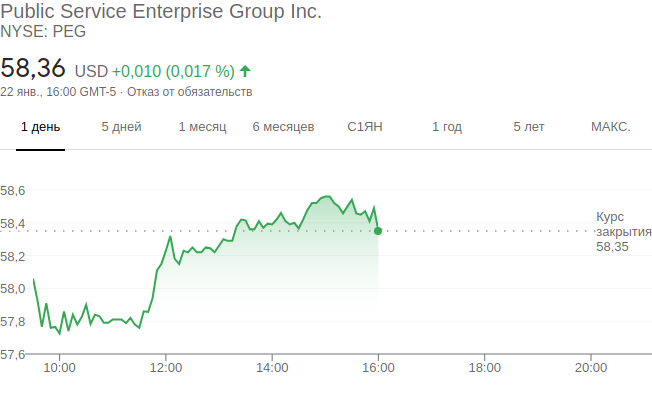 Public Service Enterprise Group Inc.
NYSE: PEG
58,36 USD +0,010 (0,017 %)
22 янв., 16:00 GMT-5 · Отказ от обязательств
1 день 5 дней 1 месяц 6 месяцев С1ЯН 1 год 5 лет МАКС.
58,6
58,4
58,2
58,0
57,8
57,6
Курс
закрытия
58,35
10:00 12:00 14:00 16:00 18:00 20:00